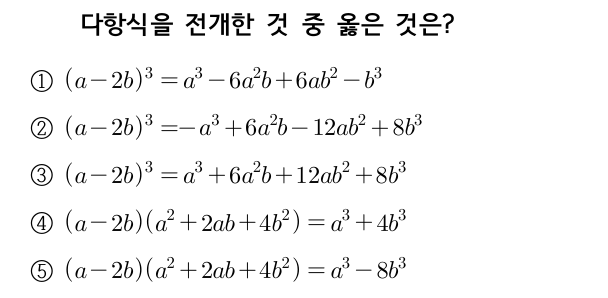 다항식을 전개한 것 중 옳은 것은?
① (a−2b)³ = a³−6a²b+6ab²−b³
② (a−2b)³ =−a³+6a²b−12ab²+8b³
③ (a−2b)³ = a³+6a²b+12ab²+8b³
④ (a−2b)(a²+2ab+4b²) = a³+4b³
⑤ (a−2b)(a²+2ab+4b²) = a³−8b³